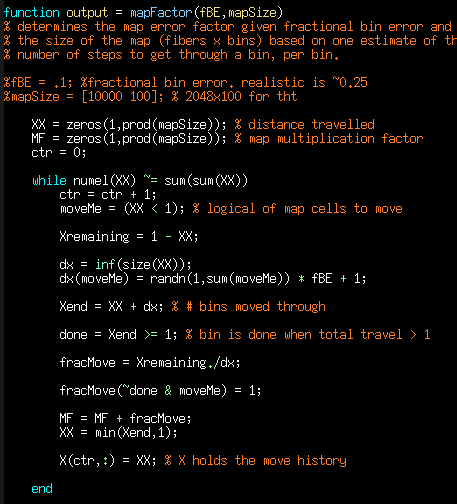 function output = mapFactor(fBE,mapSize)
% determines the map error factor given fractional bin error and
% the size of the map (fibers x bins) based on one estimate of
% number of steps to get through a bin, per bin.
%fBE = .1; %fractional bin error. realistic is ~0.25
%mapSize = [10000 100]; % 2048x100 for tht
XX = zeros(1,prod(mapSize)); % distance travelled
MF = zeros(1,prod(mapSize)); % map multiplication factor
ctr = 0;
while numel(XX) ~= sum(sum(XX))
ctr = ctr + 1;
moveMe = (XX < 1); % logical of map cells to move
Xremaining = 1 - XX;
dx = inf(size(XX));
dx(moveMe) = randn(1,sum(moveMe)) * fBE + 1;
Xend = XX + dx; % # bins moved through
done = Xend >= 1; % bin is done when total travel > 1
fracMove = Xremaining./dx;
fracMove(~done & moveMe) = 1;
MF = MF + fracMove;
XX = min(Xend,1);
X(ctr,:) = XX; % X holds the move history
end